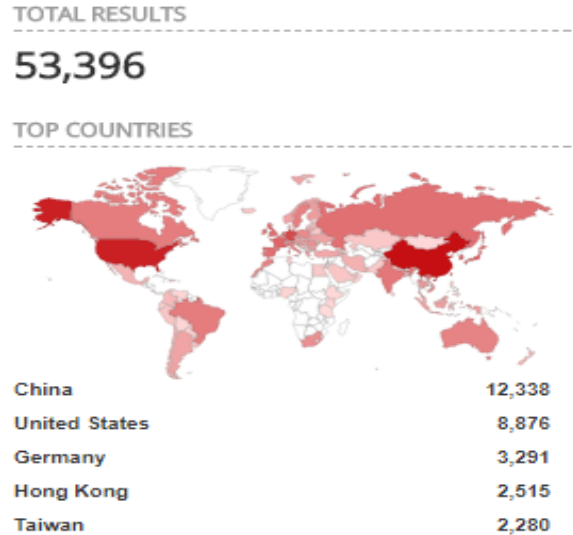 TOTAL RESULTS
53,396
TOP COUNTRIES
China 12,338
United States 8,876
Germany 3,291
Hong Kong 2,515
Taiwan 2,280